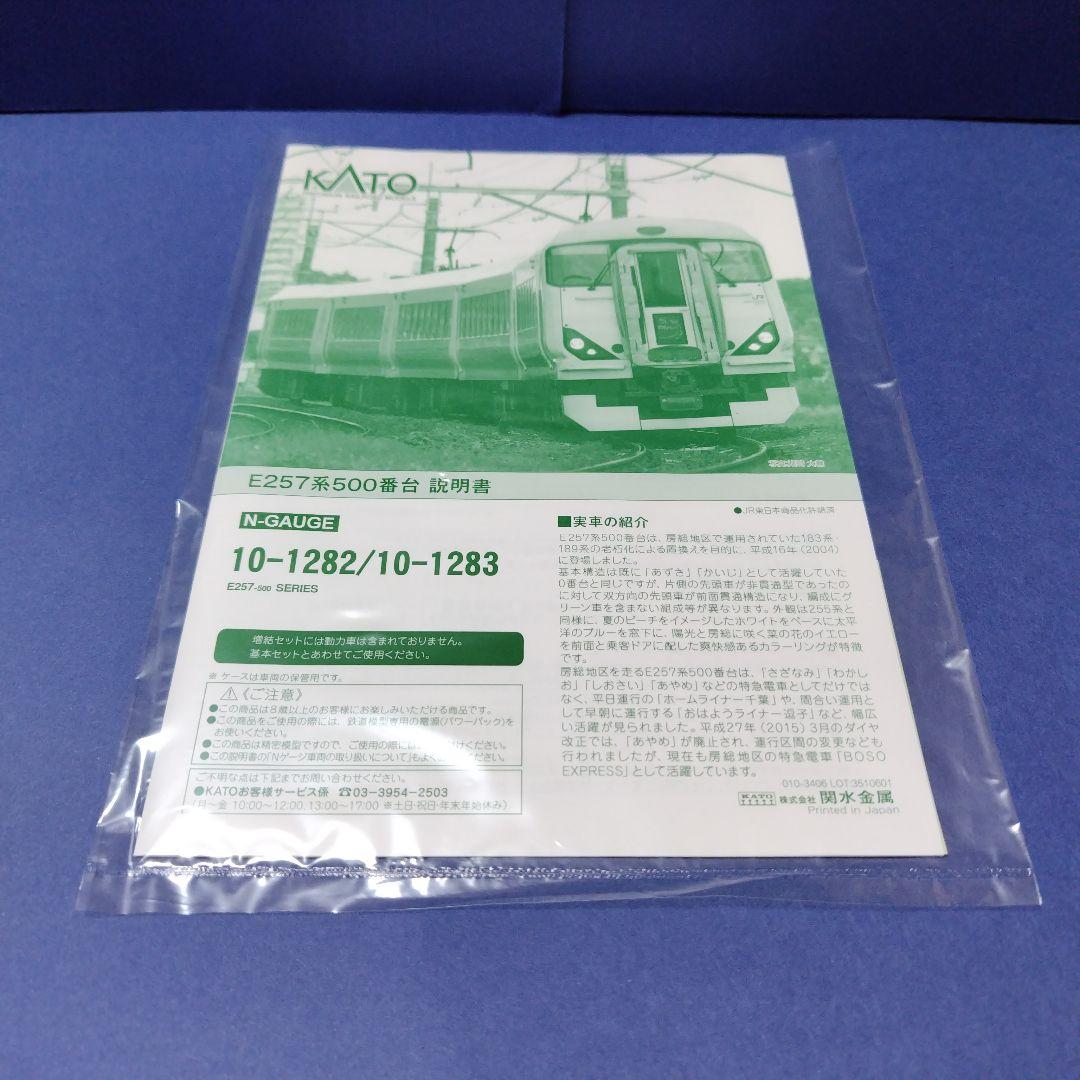 KATO
E257系500番台 説明書
N-GAUGE
10-1282/10-1283
E257-500 SERIES
増結セットには動力車は含まれておりません。
基本セットとあわせてご使用ください。
※ ケースは車両の保管用です。
⚠《ご注意》
●この商品は8歳以上のお客様にお楽しみいただける商品です。
●この商品をご使用の際には、鉄道模型専用の電源(パワーパック)を
お使いください。
●この商品は精密模型ですので、ご使用の際には
けください。
●この説明書の「Nゲージ車両の取り扱いについて」もよく
ください。
ご不明な点は下記までお問い合わせください。
●KATOお客様サービス係 ☎03-3954-2503
(月～金 10:00～12:00, 13:00～17:00 ※土日・祝日・年末年始休み)
●JR東日本商品化許諾済
■実車の紹介
E257系500番台は、房総地区で運用されていた183系・
189系の老朽化による置換えを目的に、平成16年(2004)
に登場しました。
基本構造は既に「あずさ」「かいじ」として活躍していた
0番台と同じですが、片側の先頭車が非貫通型であったの
に対して双方向の先頭車が前面貫通構造になり、編成にグ
リーン車を含まない組成等が異なります。外観は255系と
同様に、夏のビーチをイメージしたホワイトをベースに太平
洋のブルーを窓下に、陽光と房総に咲く菜の花のイエロー
を前面と乗客ドアに配した爽快感あるカラーリングが特徴
です。
房総地区を走るE257系500番台は、「さざなみ」「わかし
お」「しおさい」「あやめ」などの特急電車としてだけでは
なく、平日運行の「ホームライナー千葉」や、間合い運用と
して早朝に運行する「おはようライナー逗子」など、幅広
い活躍が見られました。平成27年(2015)3月のダイヤ
改正では、「あやめ」が廃止され、運行区間の変更なども
行われましたが、現在も房総地区の特急電車「BOSO
EXPRESS」として活躍しています。
010-3406 LOT:3510601
KATO 株式会社 関水金属
Printed in Japan